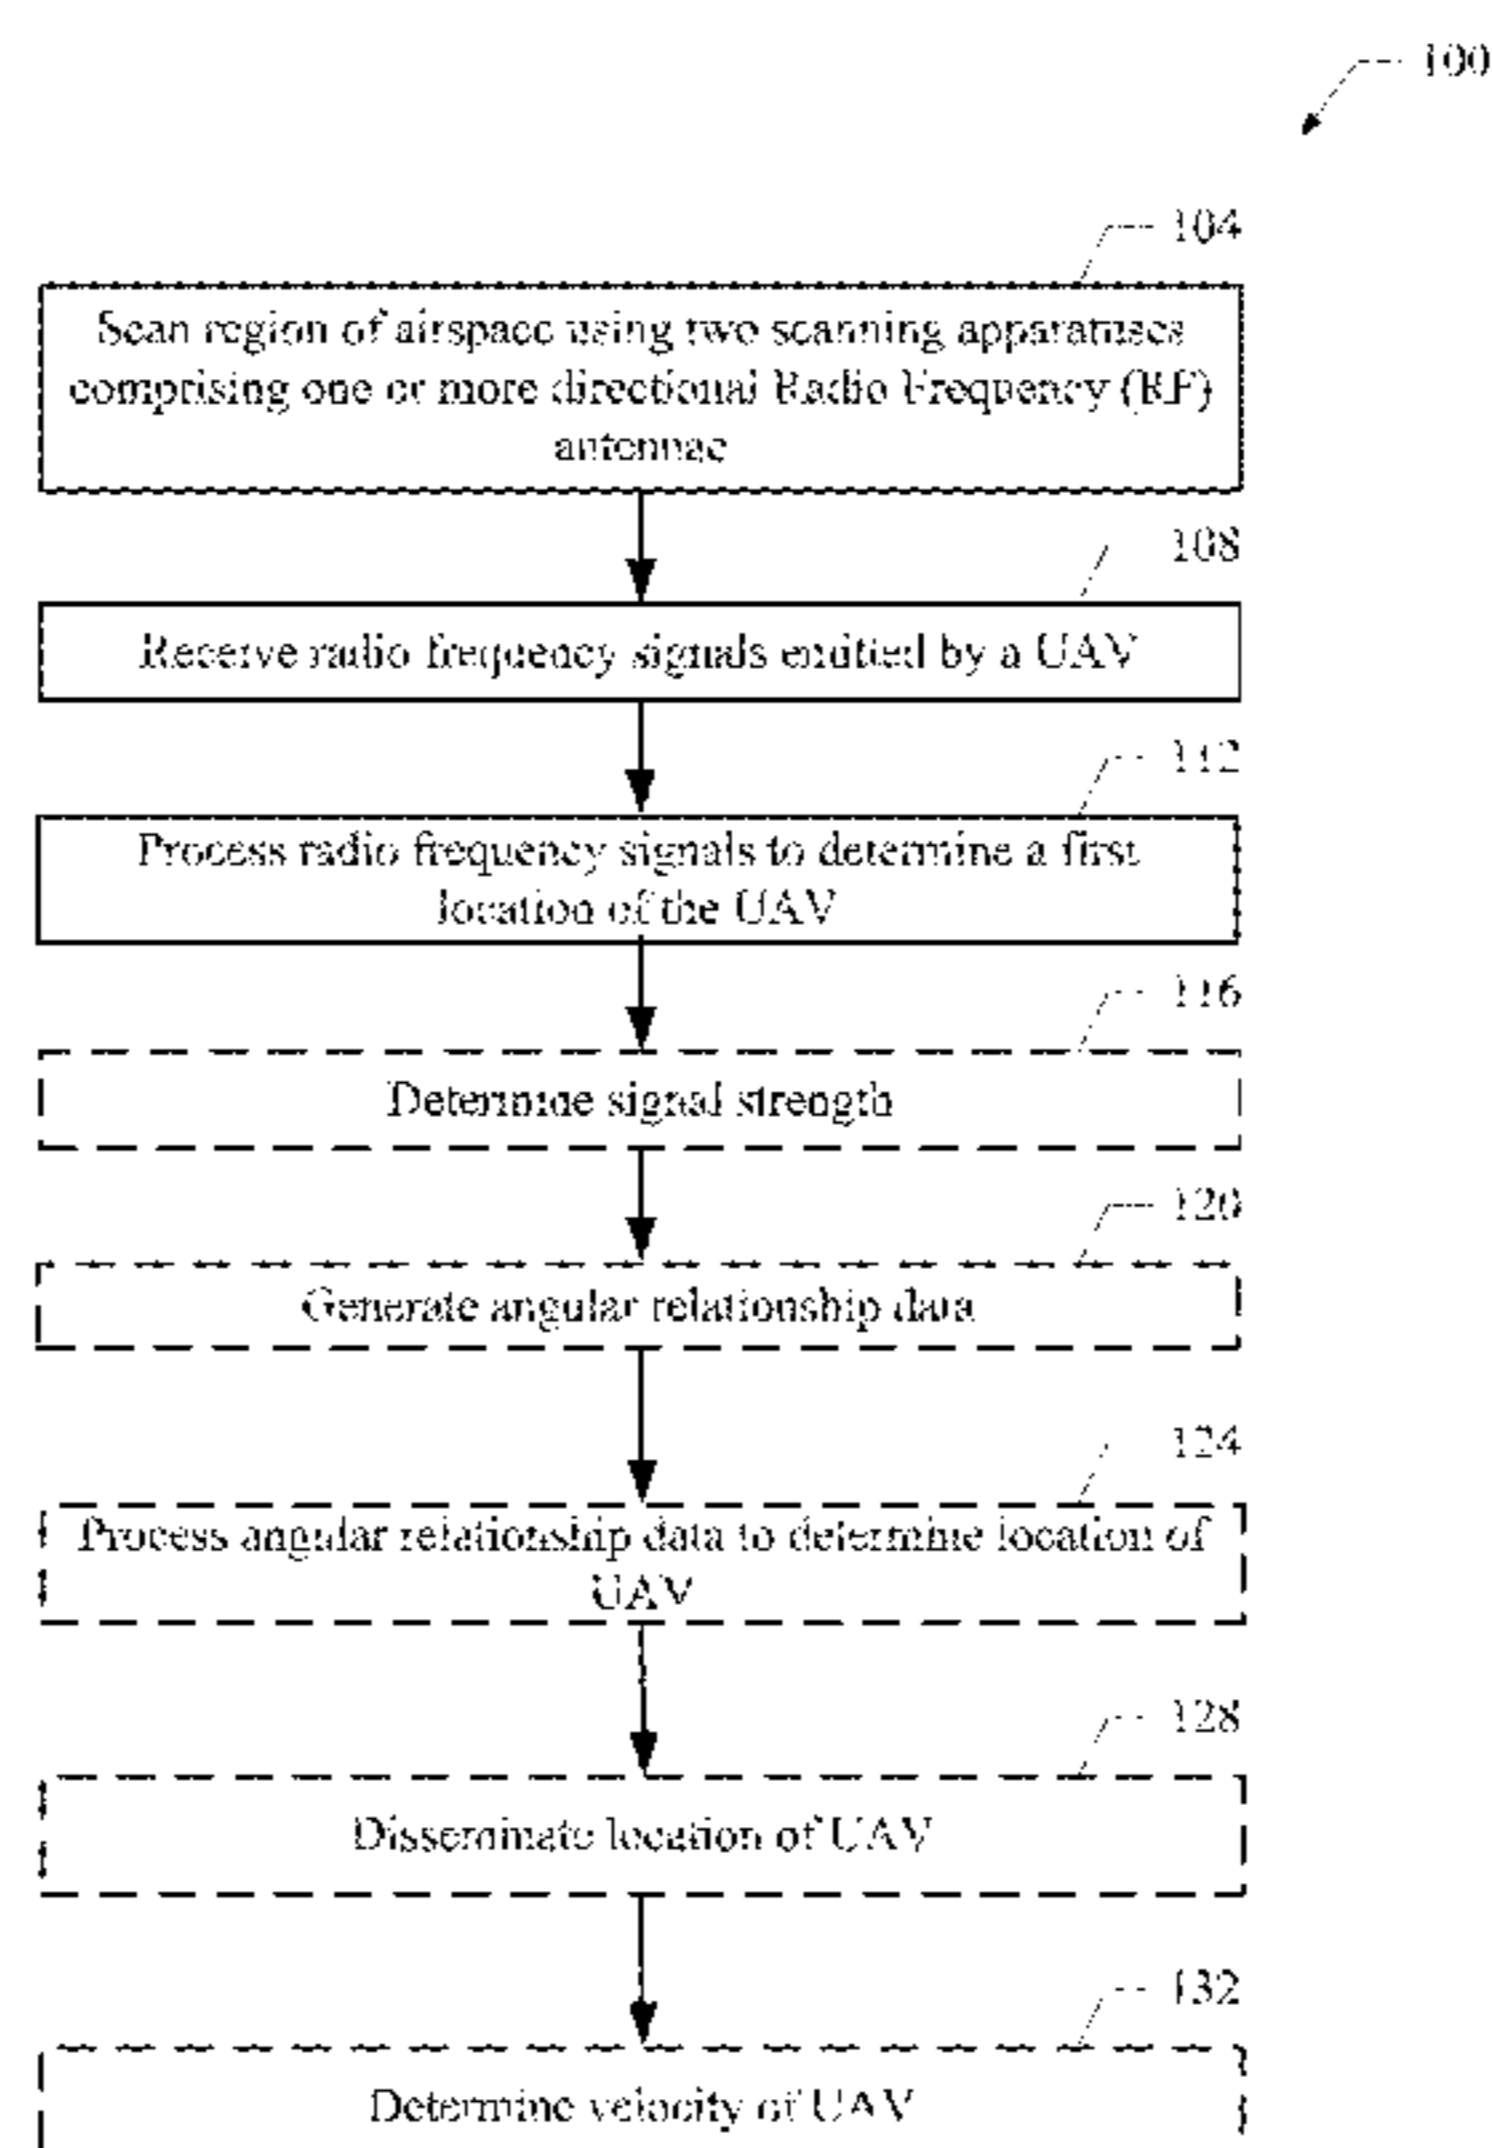 100
104
Scan region of airspace using two scanning apparatuses
comprising one or more directional Radio Frequency (RF)
antennae
108
Receive radio frequency signals emitted by a UAV
112
Process radio frequency signals to determine a first
location of the UAV
116
Determine signal strength
120
Generate angular relationship data
124
Process angular relationship data to determine location of
UAV
128
Disseminate location of UAV
132
Determine velocity of UAV